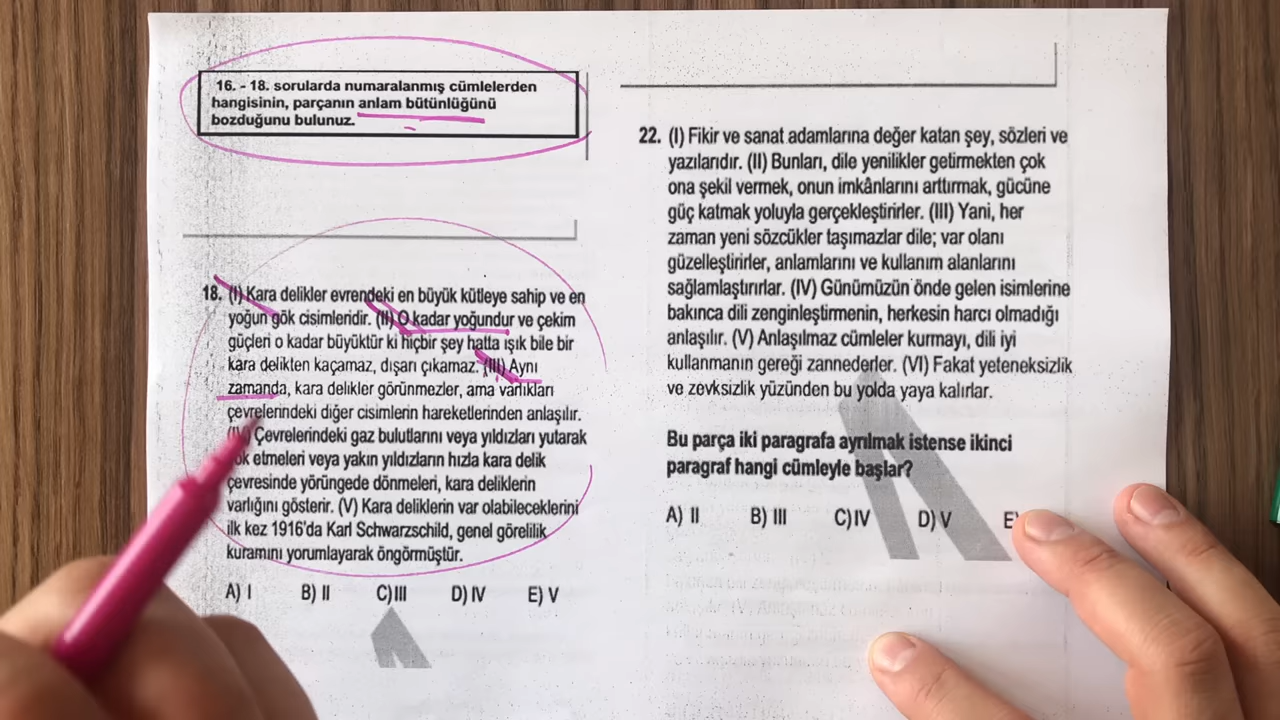 16. - 18. sorularda numaralanmış cümlelerden
hangisinin, parçanın anlam bütünlüğünü
bozduğunu bulunuz.
18. (I) Kara delikler evrendeki en büyük kütleye sahip ve en
yoğun gök cisimleridir. (II) O kadar yoğundur ve çekim
güçleri o kadar büyüktür ki hiçbir şey hatta ışık bile bir
kara delikten kaçamaz, dışarı çıkamaz. (III) Aynı
zamanda, kara delikler görünmezler, ama varlıkları
çevrelerindeki diğer cisimlerin hareketlerinden anlaşılır.
Çevrelerindeki gaz bulutlarını veya yıldızları yutarak
etmeleri veya yakın yıldızların hızla kara delik
çevresinde yörüngede dönmeleri, kara deliklerin
varlığını gösterir. (V) Kara deliklerin var olabileceklerini
ilk kez 1916'da Karl Schwarzschild, genel görelilik
kuramını yorumlayarak öngörmüştür.
A) I B) II C) III D) IV E) V
22. (I) Fikir ve sanat adamlarına değer katan şey, sözleri ve
yazılarıdır. (II) Bunları, dile yenilikler getirmekten çok
ona şekil vermek, onun imkânlarını arttırmak, gücüne
güç katmak yoluyla gerçekleştirirler. (III) Yani, her
zaman yeni sözcükler taşımazlar dile; var olanı
güzelleştirirler, anlamlarını ve kullanım alanlarını
sağlamlaştırırlar. (IV) Günümüzün önde gelen isimlerine
bakınca dili zenginleştirmenin, herkesin harcı olmadığı
anlaşılır. (V) Anlaşılmaz cümleler kurmayı, dili iyi
kullanmanın gereği zannederler. (VI) Fakat yeteneksizlik
ve zevksizlik yüzünden bu yolda yaya kalırlar.
Bu parça iki paragrafa ayrılmak istense ikinci
paragraf hangi cümleyle başlar?
A) II B) III C) IV D) V E)